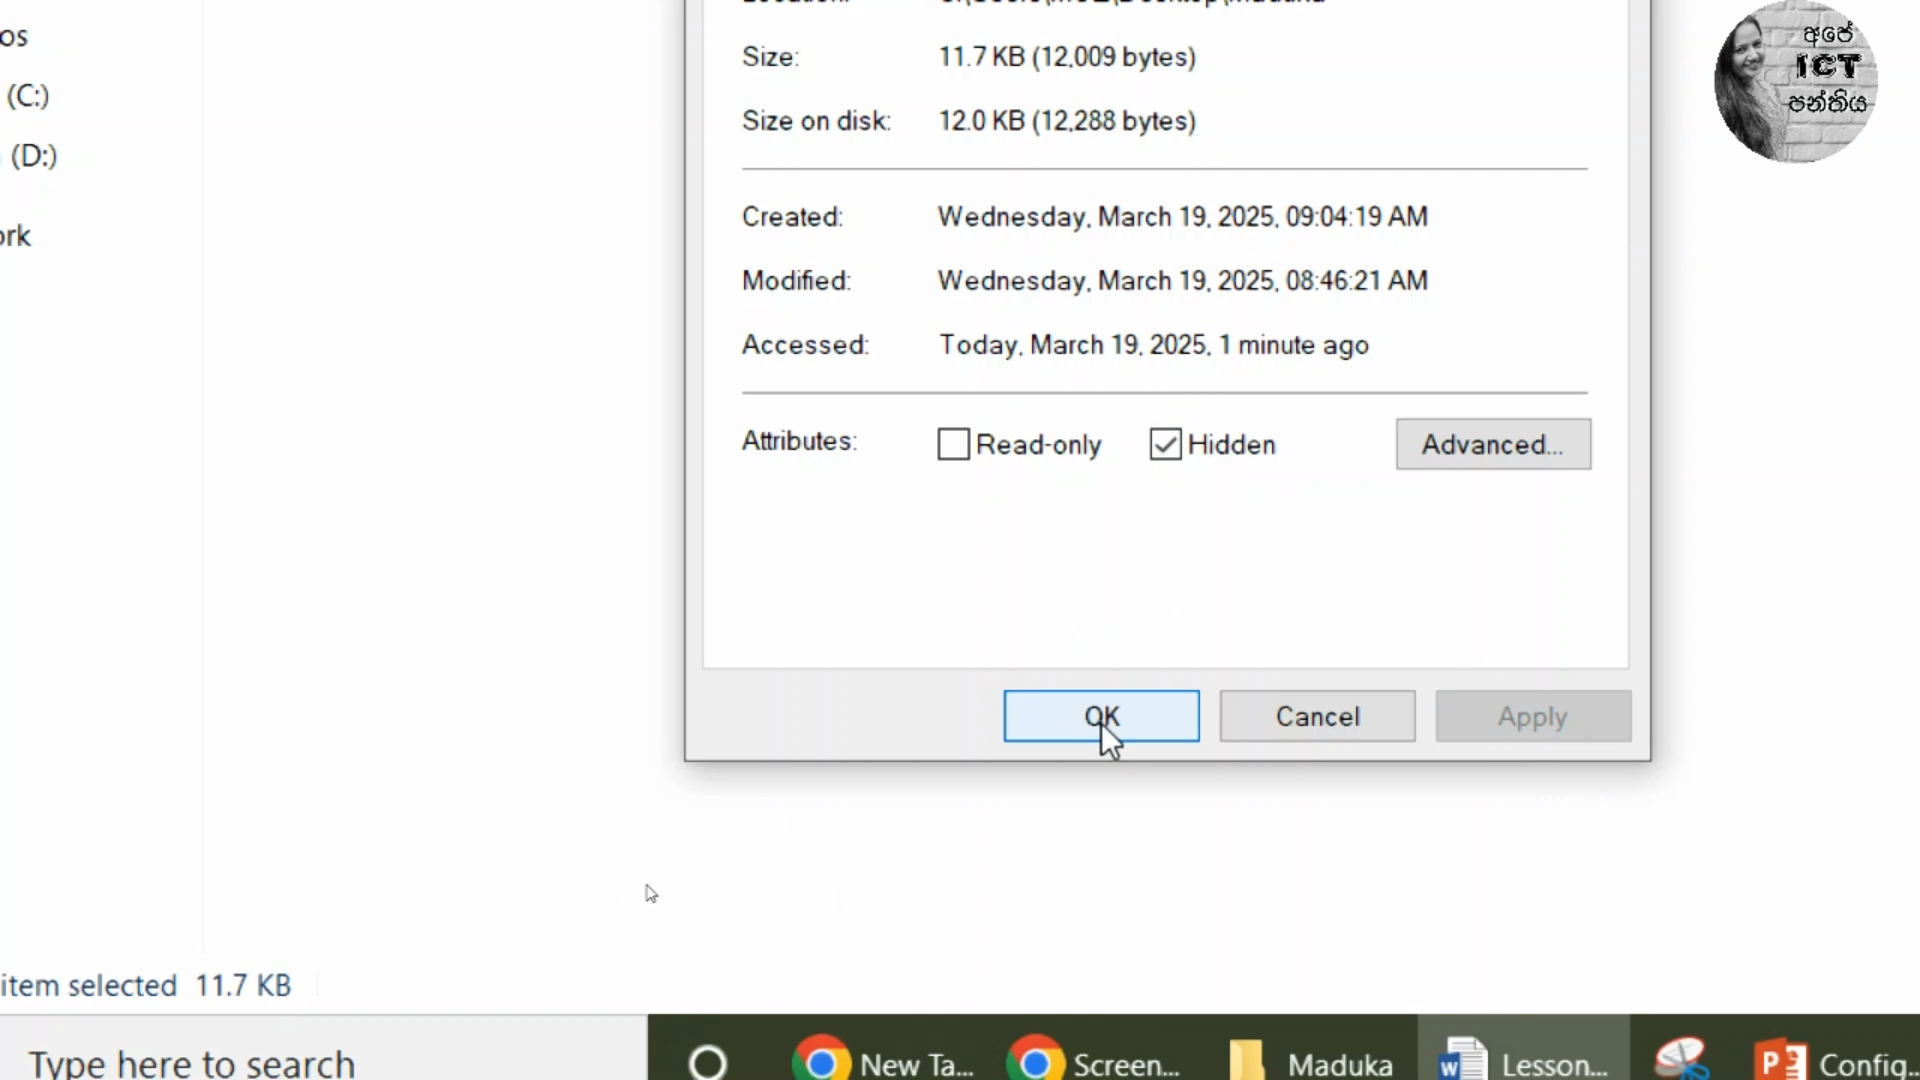 os
(C:)
(D:)
ork
Size: 11.7 KB (12,009 bytes)
Size on disk: 12.0 KB (12,288 bytes)
Created: Wednesday, March 19, 2025, 09:04:19 AM
Modified: Wednesday, March 19, 2025, 08:46:21 AM
Accessed: Today, March 19, 2025, 1 minute ago
Attributes: Read-only Hidden Advanced...
OK Cancel Apply
අපේ
ICT
පන්තිය
item selected 11.7 KB
Type here to search
New Ta... Screen... Maduka Lesson... Config...